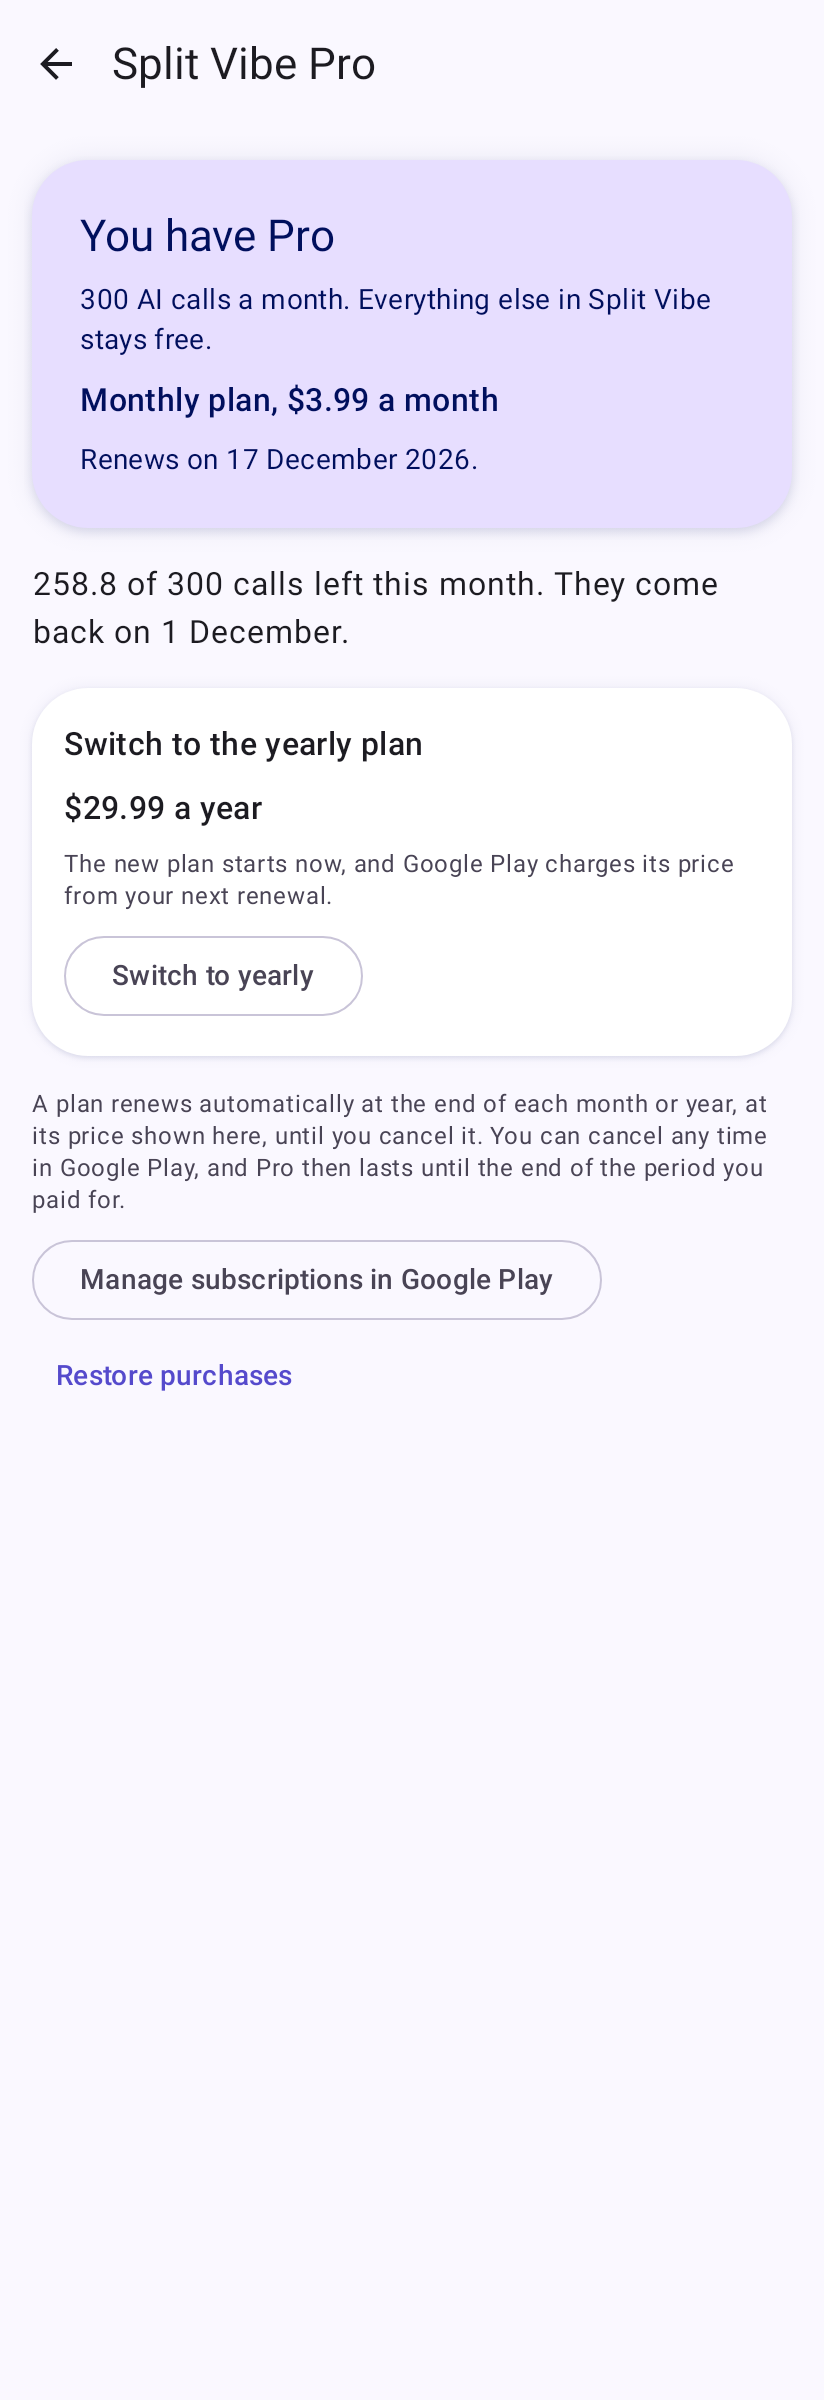 Split Vibe Pro
You have Pro
300 AI calls a month. Everything else in Split Vibe
stays free.
Monthly plan, $3.99 a month
Renews on 17 December 2026.
258.8 of 300 calls left this month. They come
back on 1 December.
Switch to the yearly plan
$29.99 a year
The new plan starts now, and Google Play charges its price
from your next renewal.
Switch to yearly
A plan renews automatically at the end of each month or year, at
its price shown here, until you cancel it. You can cancel any time
in Google Play, and Pro then lasts until the end of the period you
paid for.
Manage subscriptions in Google Play
Restore purchases